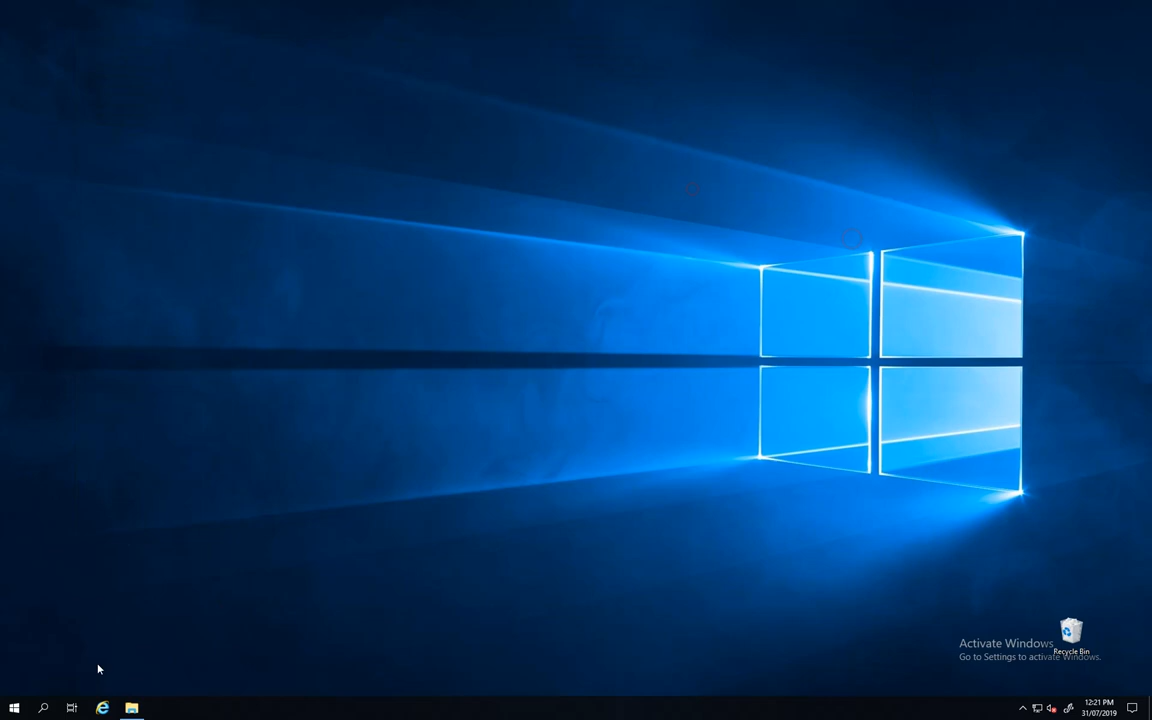 Activate Windows
Go to Settings to activate Windows.
Recycle Bin
12:21 PM
31/07/2019